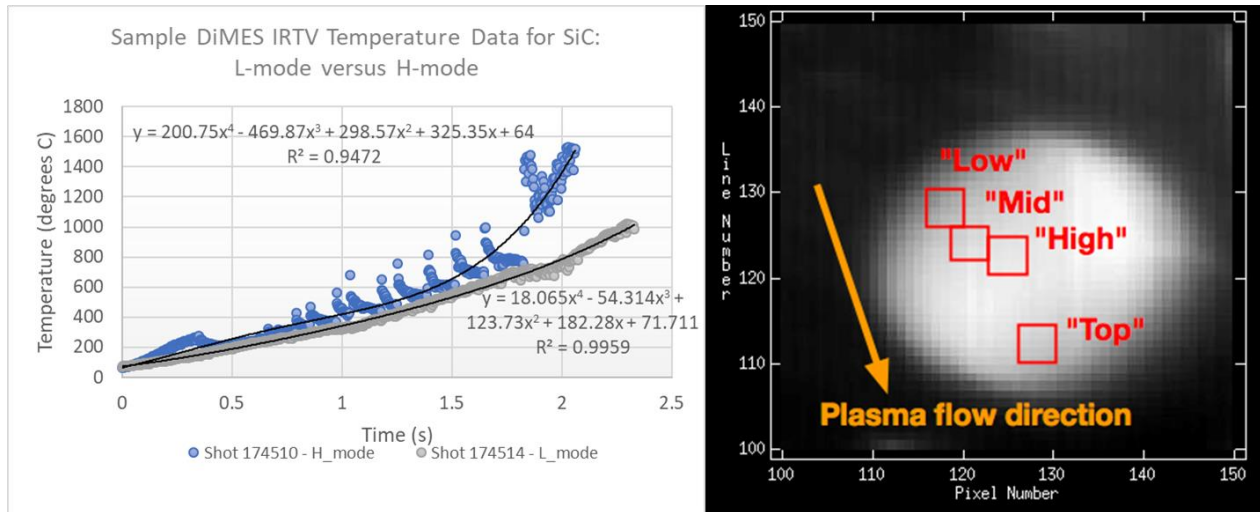 Sample DiMES IRTV Temperature Data for SiC:
L-mode versus H-mode
Temperature (degrees C)
1800
1600
1400
1200
1000
800
600
400
200
0
y = 200.75x⁴ - 469.87x³ + 298.57x² + 325.35x + 64
R² = 0.9472
y = 18.065x⁴ - 54.314x³ +
123.73x² + 182.28x + 71.711
R² = 0.9959
0 0.5 1 1.5 2 2.5
Time (s)
Shot 174510 - H_mode Shot 174514 - L_mode
Line Number
150
140
130
120
110
100
"Low"
"Mid"
"High"
"Top"
Plasma flow direction
100 110 120 130 140 150
Pixel Number